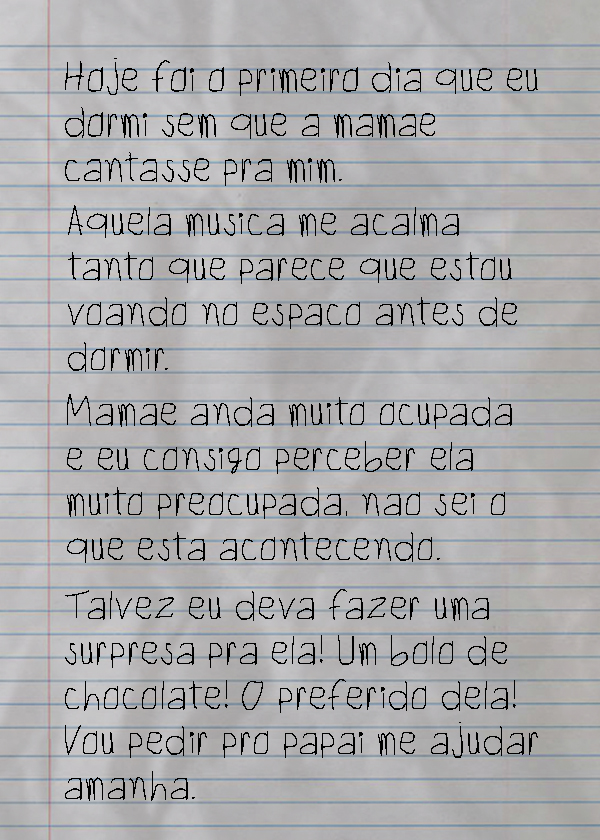 Hoje foi o primeiro dia que eu
dormi sem que a mamae
cantasse pra mim.
Aquela musica me acalma
tanto que parece que estou
voando no espaco antes de
dormir.
Mamae anda muito ocupada
e eu consigo perceber ela
muito preocupada, nao sei o
que esta acontecendo.
Talvez eu deva fazer uma
surpresa pra ela! Um bolo de
chocolate! O preferido dela!
Vou pedir pro papai me ajudar
amanha.